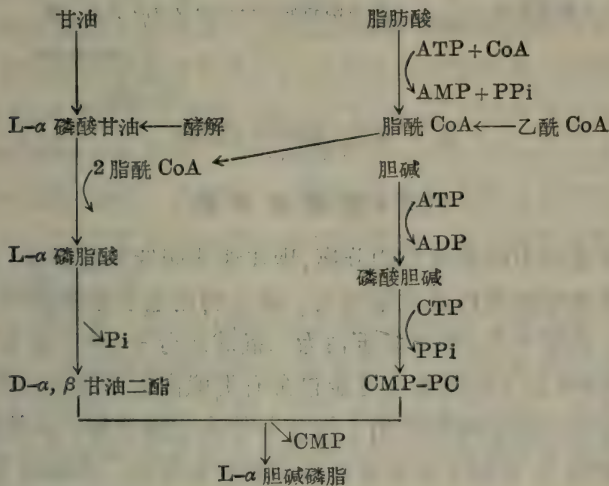 甘油 脂肪酸
ATP+CoA
AMP+PPi
L-α 磷酸甘油←酵解 脂酰 CoA←乙酰 CoA
2 脂酰 CoA 胆碱
ATP
ADP
L-α 磷脂酸
磷酸胆碱
CTP
Pi
PPi
D-α, β 甘油二酯 CMP-PC
CMP
L-α 胆碱磷脂